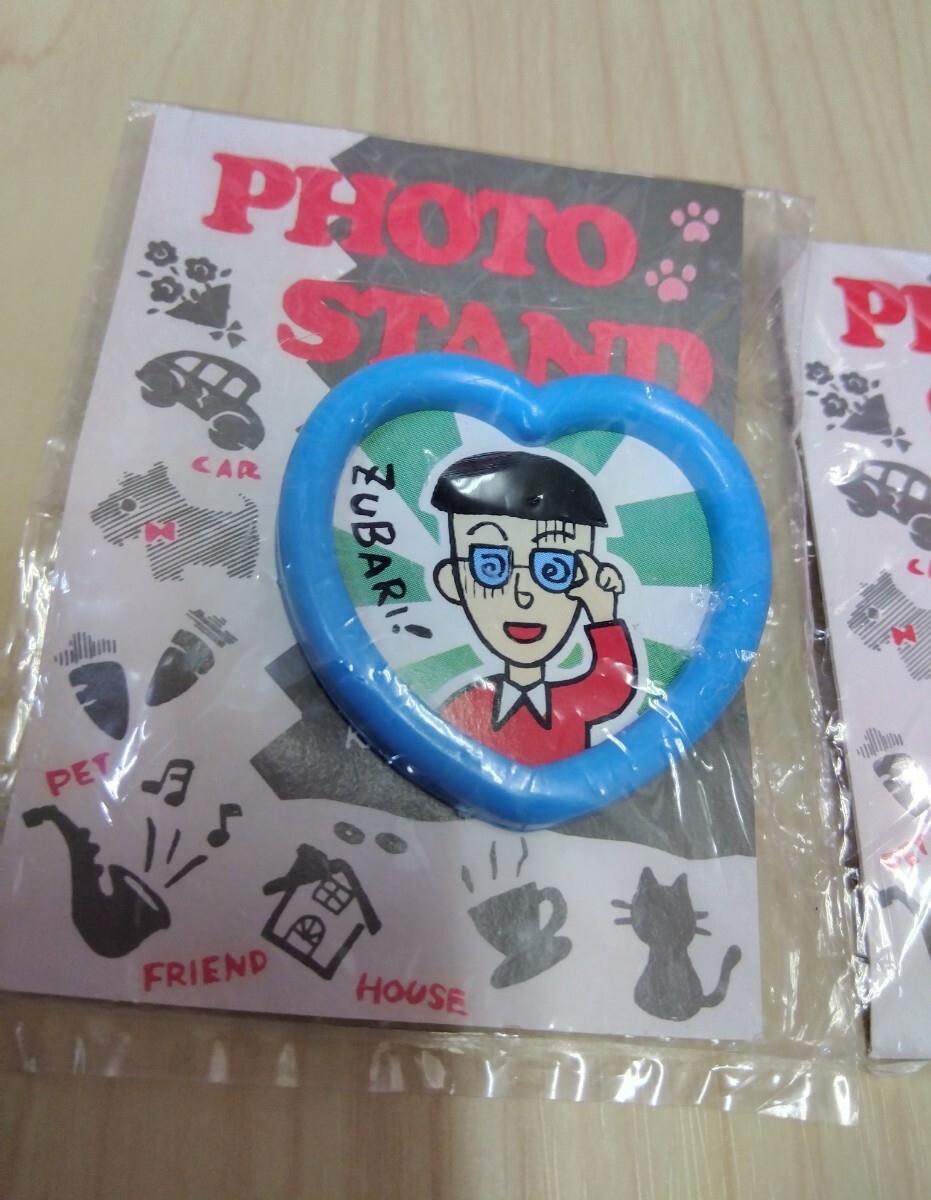 PHOTO
STAND
ZUBARI!
CAR
PET
FRIEND
HOUSE